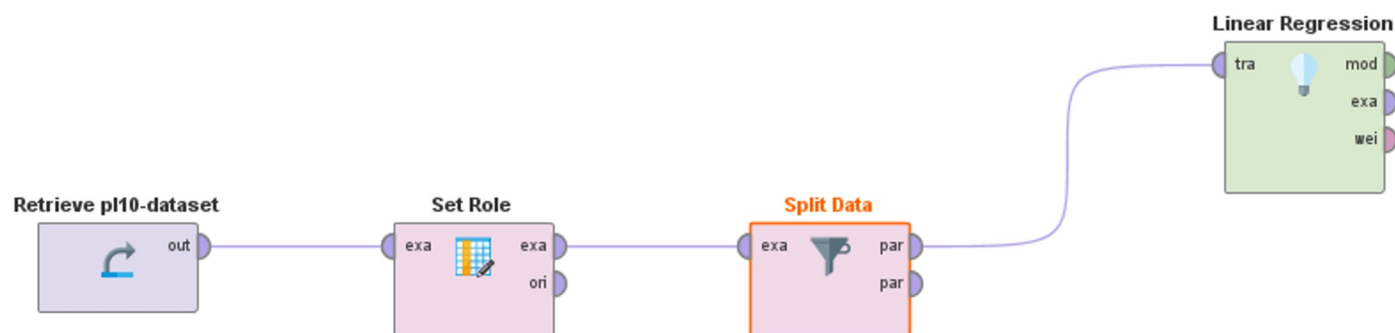 Linear Regression
tra mod
exa
wei
Retrieve pl10-dataset Set Role Split Data
out exa exa exa par
ori par